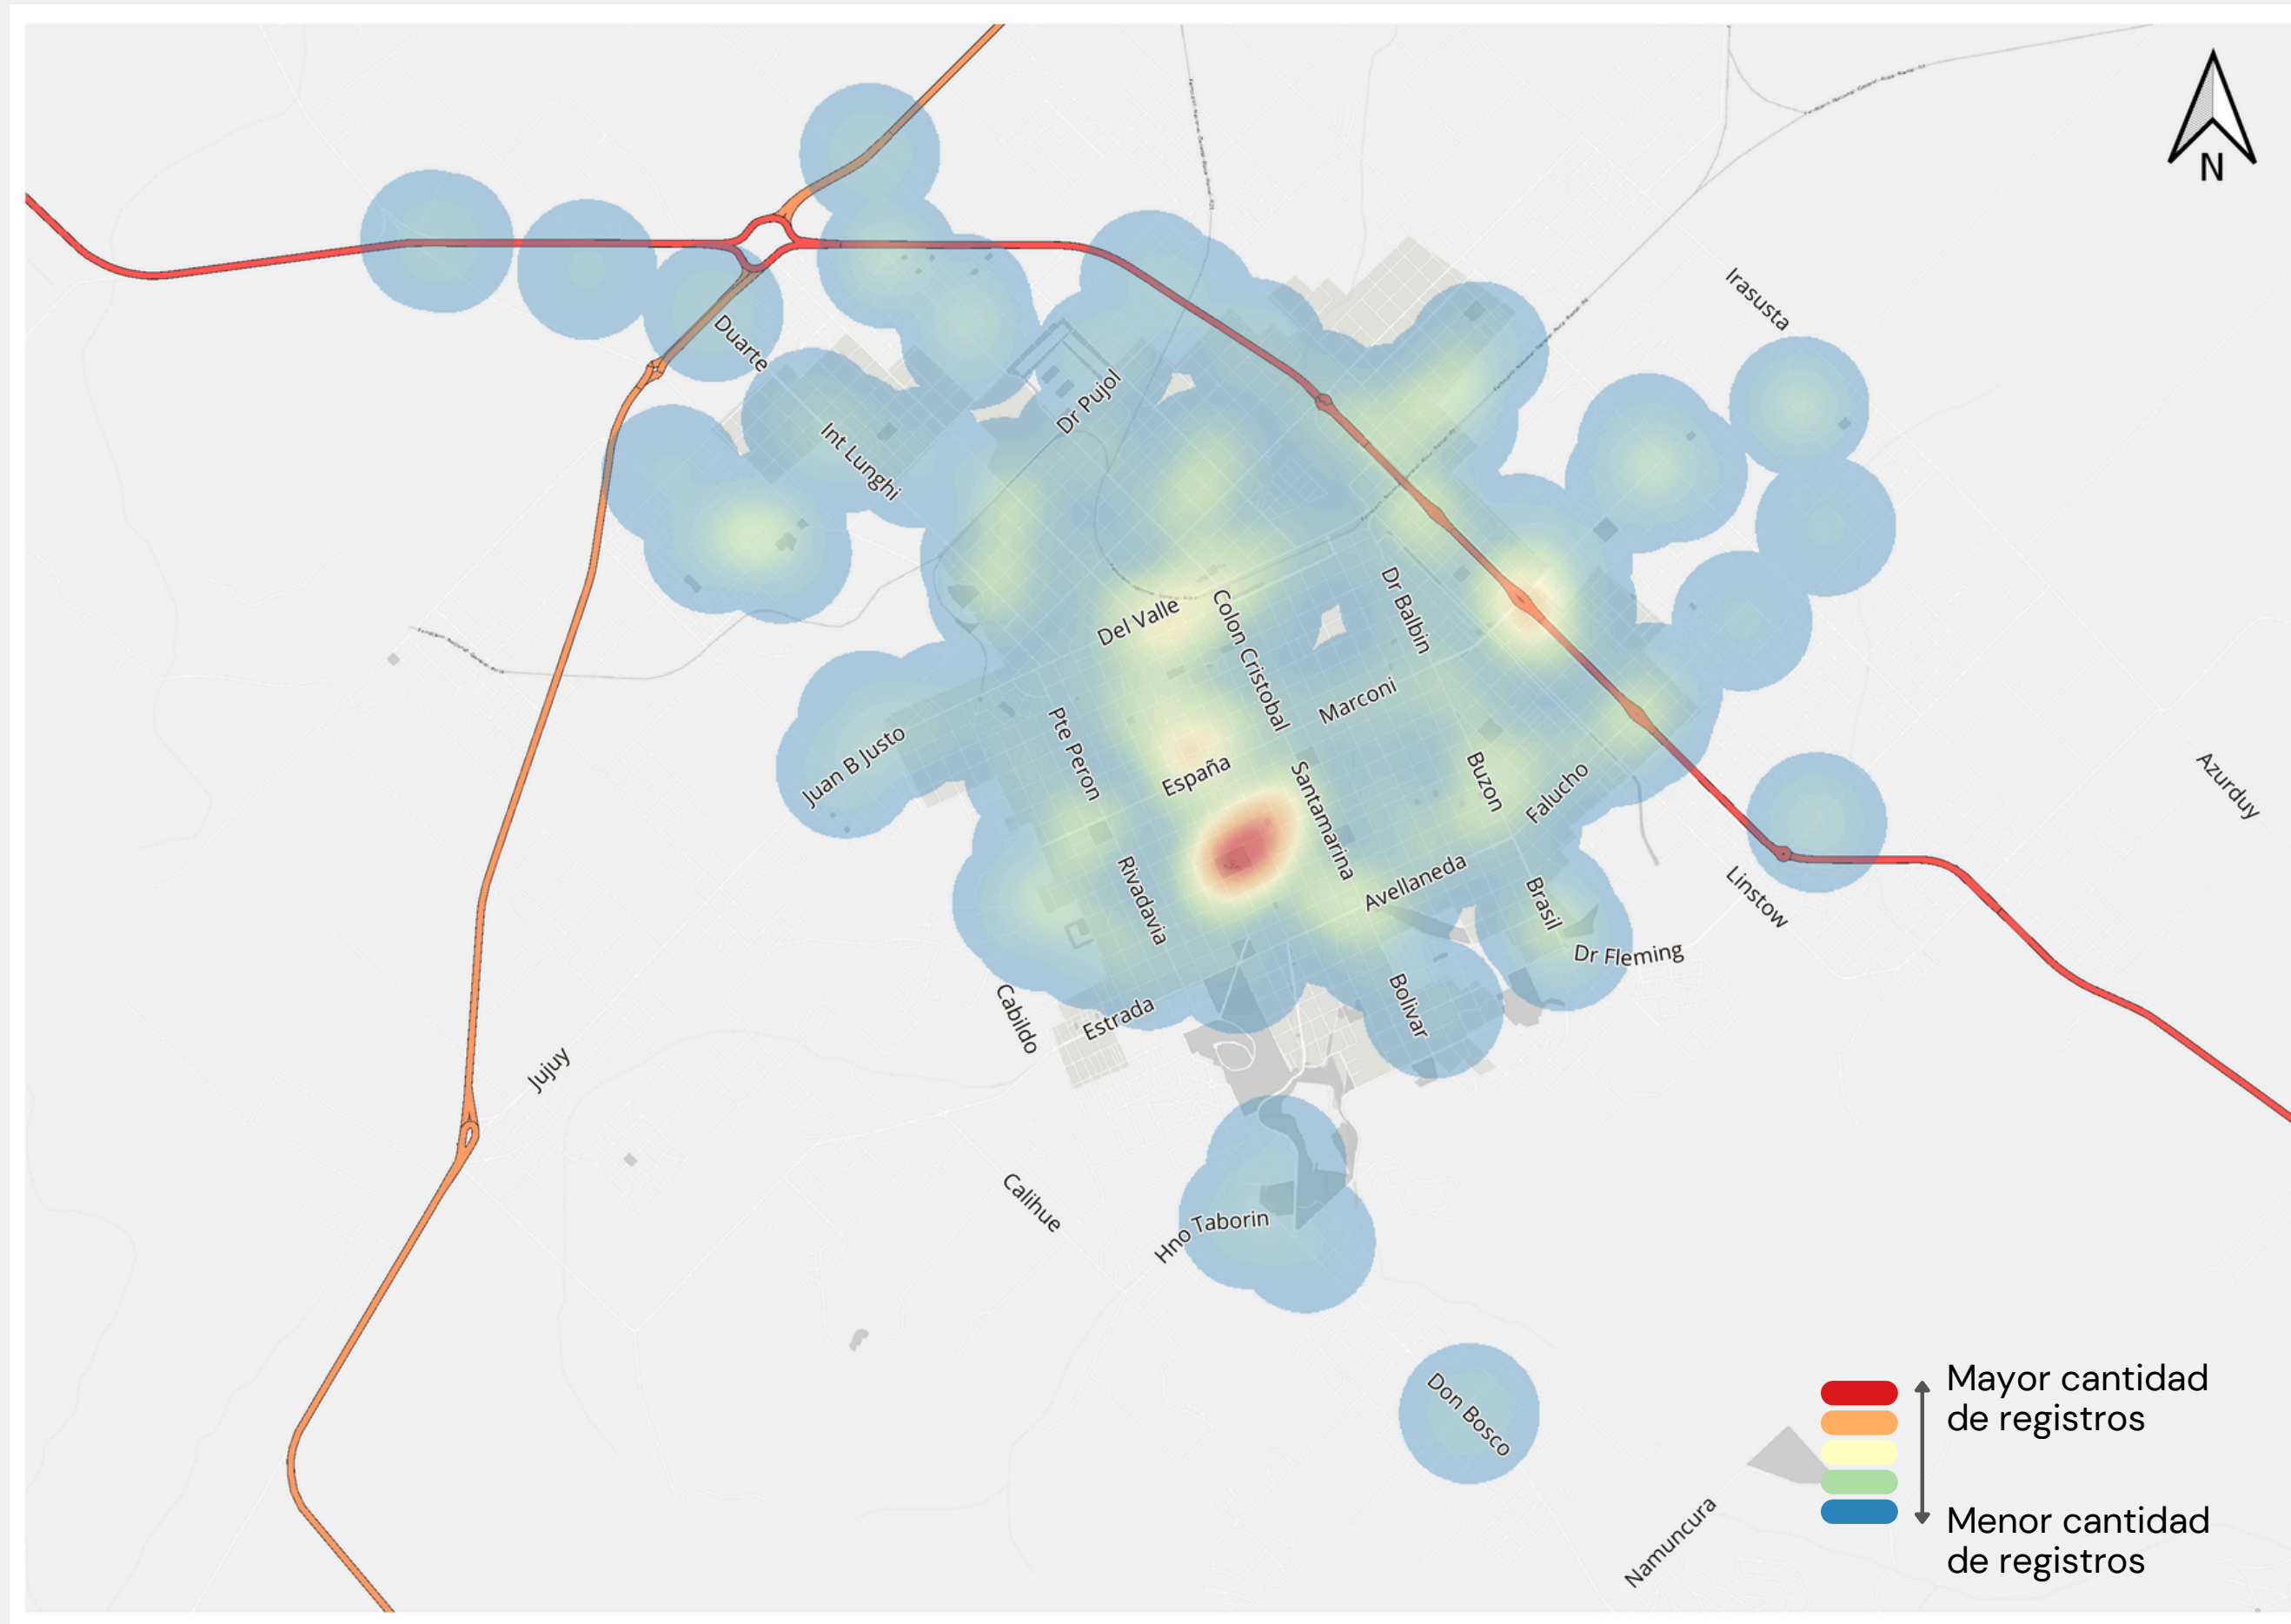 N
Irasusta
Duarte
Dr Pujol
Int Lunghi
Del Valle
Colon Cristobal
Dr Balbin
Marconi
Pte Peron
Juan B Justo
España
Santamarina
Buzon
Falucho
Azurduy
Rivadavia
Avellaneda
Brasil
Linstow
Dr Fleming
Cabildo
Estrada
Bolivar
Jujuy
Calihue
Hno Taborin
Don Bosco
Namuncura
Mayor cantidad
de registros
Menor cantidad
de registros